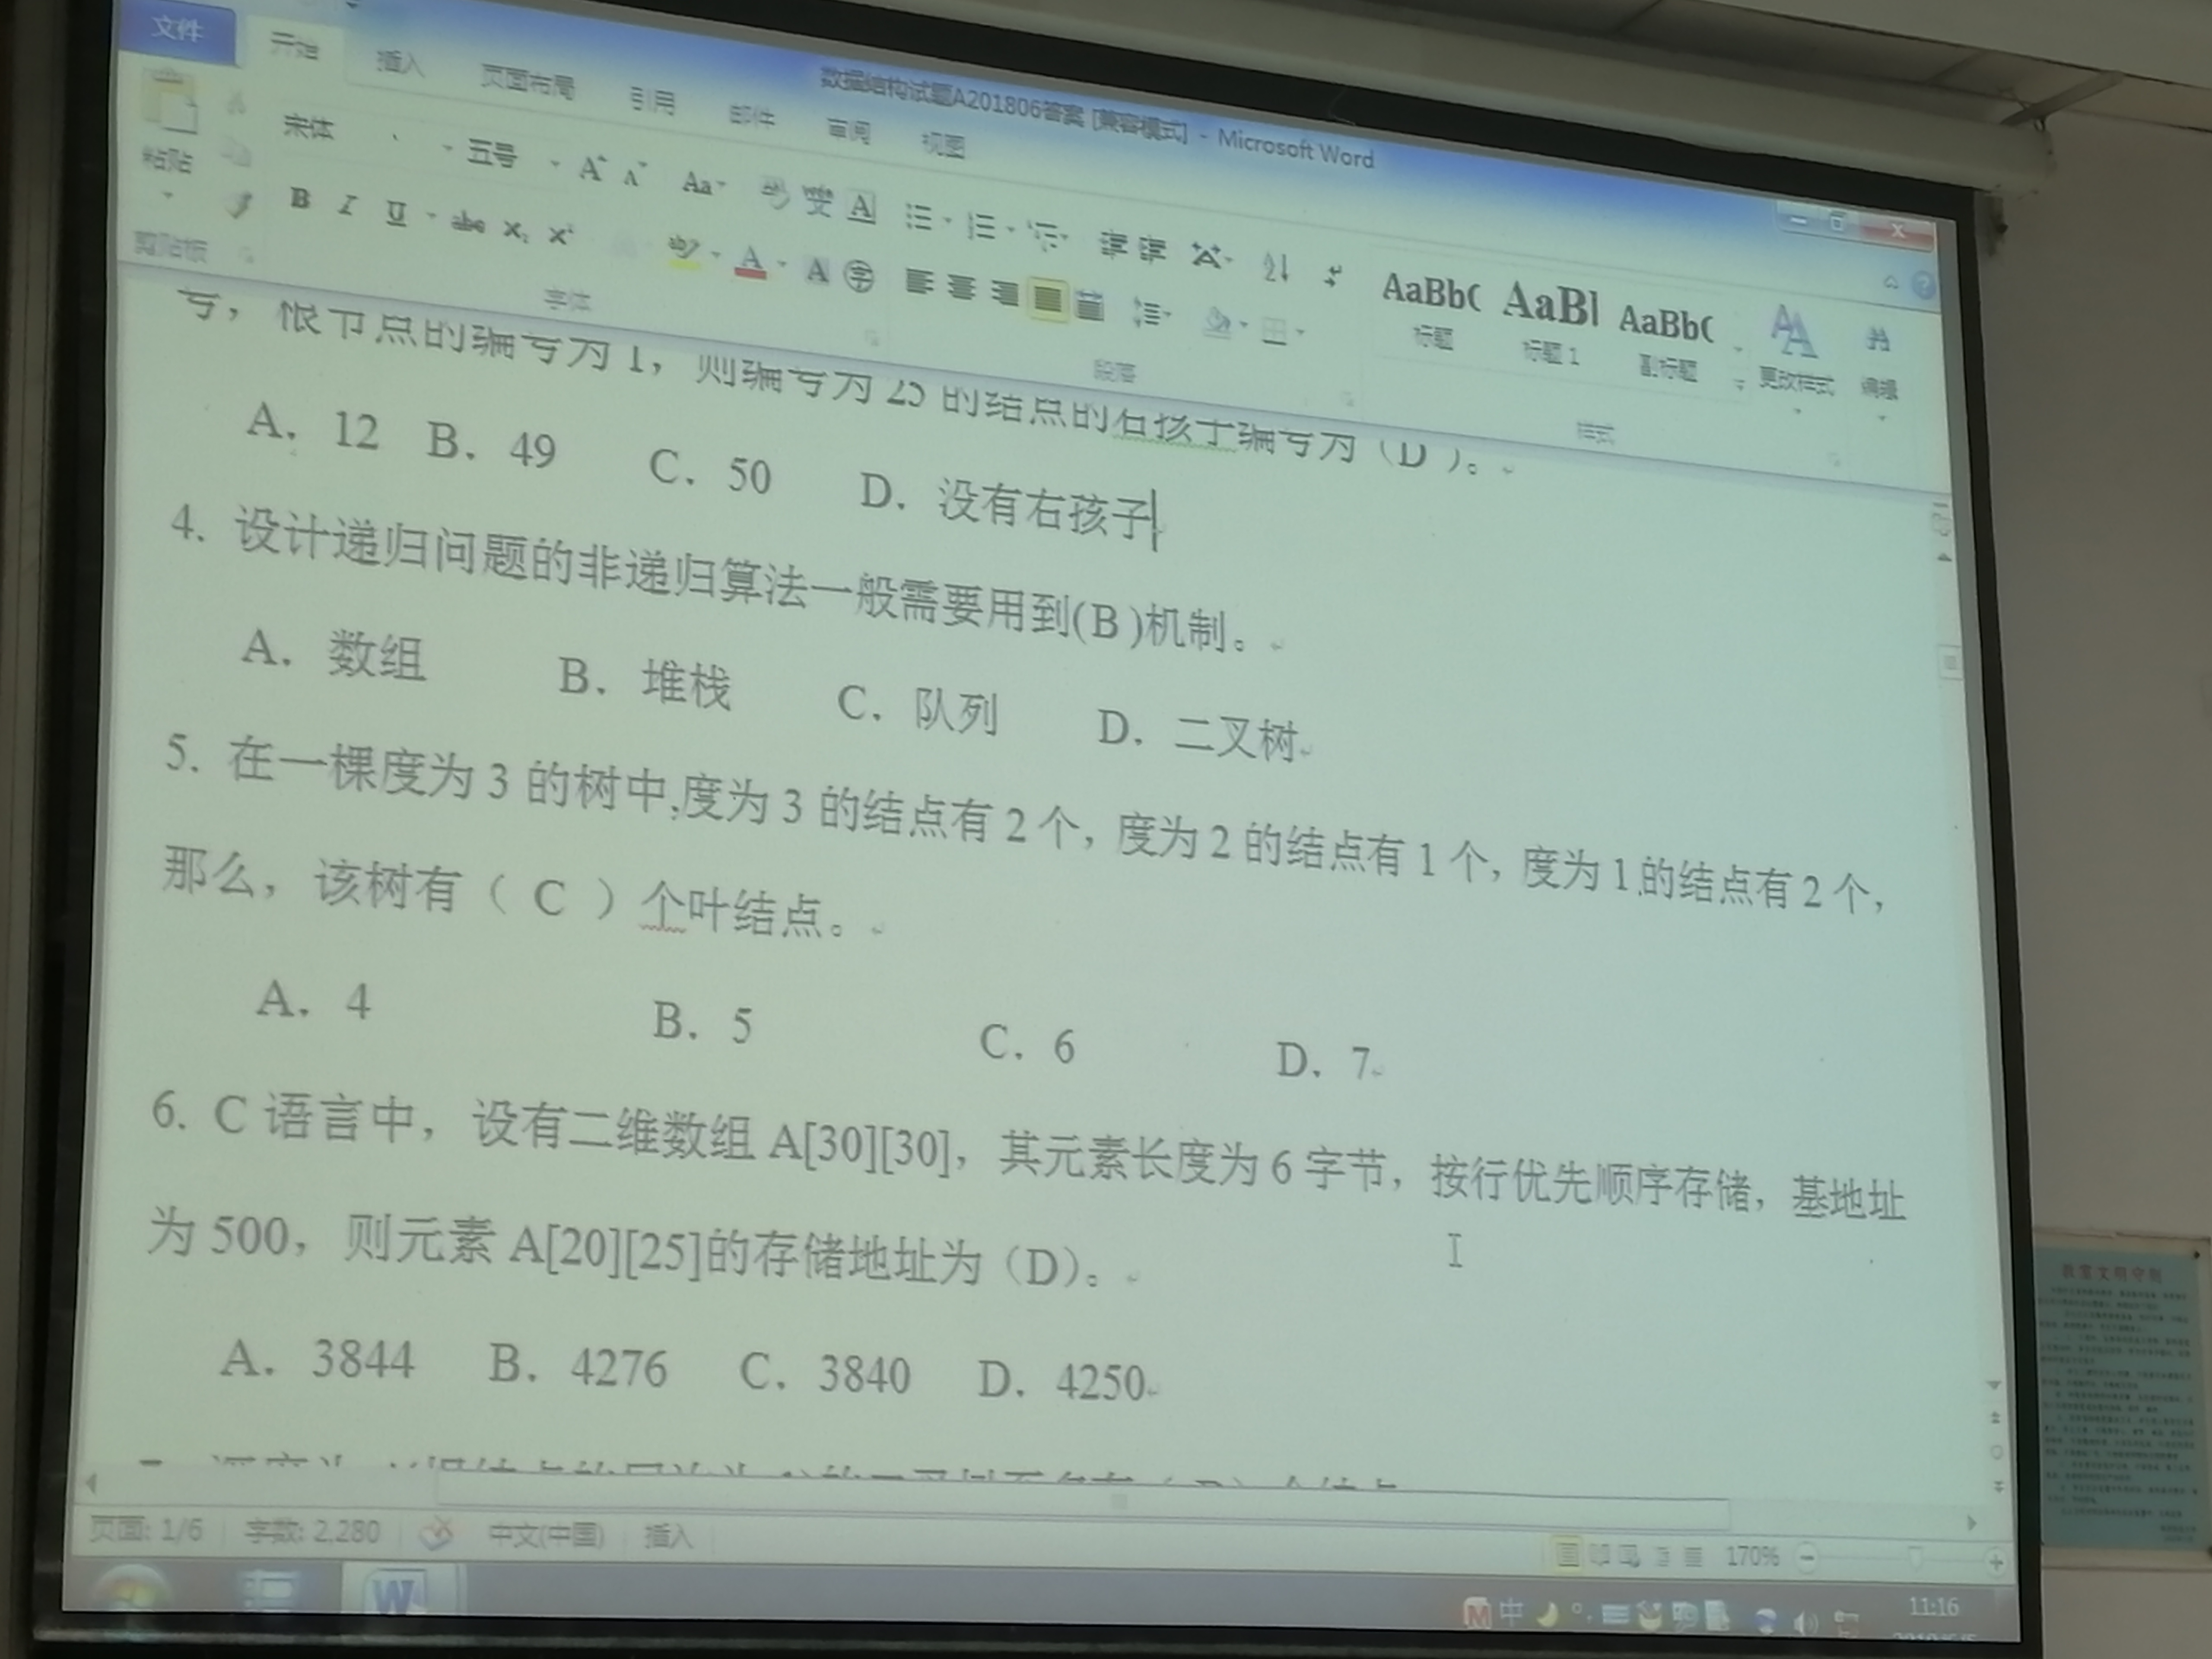 数据结构试题A201806答案 [兼容模式] - Microsoft Word
文件 开始 插入 页面布局 引用 邮件 审阅 视图
宋体 五号
粘贴
剪贴板 字体 段落 样式
AaBbC AaBl AaBbC
标题 标题 1 副标题 更改样式 编辑
号，根节点的编号为 1，则编号为 25 的结点的右孩子编号为（D ）。
A．12 B．49 C．50 D．没有右孩子
4. 设计递归问题的非递归算法一般需要用到(B )机制。
A．数组 B．堆栈 C．队列 D．二叉树
5. 在一棵度为 3 的树中,度为 3 的结点有 2 个，度为 2 的结点有 1 个，度为 1 的结点有 2 个，
那么，该树有（ C ）个叶结点。
A．4 B．5 C．6 D．7
6. C 语言中，设有二维数组 A[30][30]，其元素长度为 6 字节，按行优先顺序存储，基地址
为 500，则元素 A[20][25]的存储地址为（D）。
A．3844 B．4276 C．3840 D．4250
页面: 1/6 字数: 2,280 中文(中国) 插入 170%
中
11:16
教室文明守则